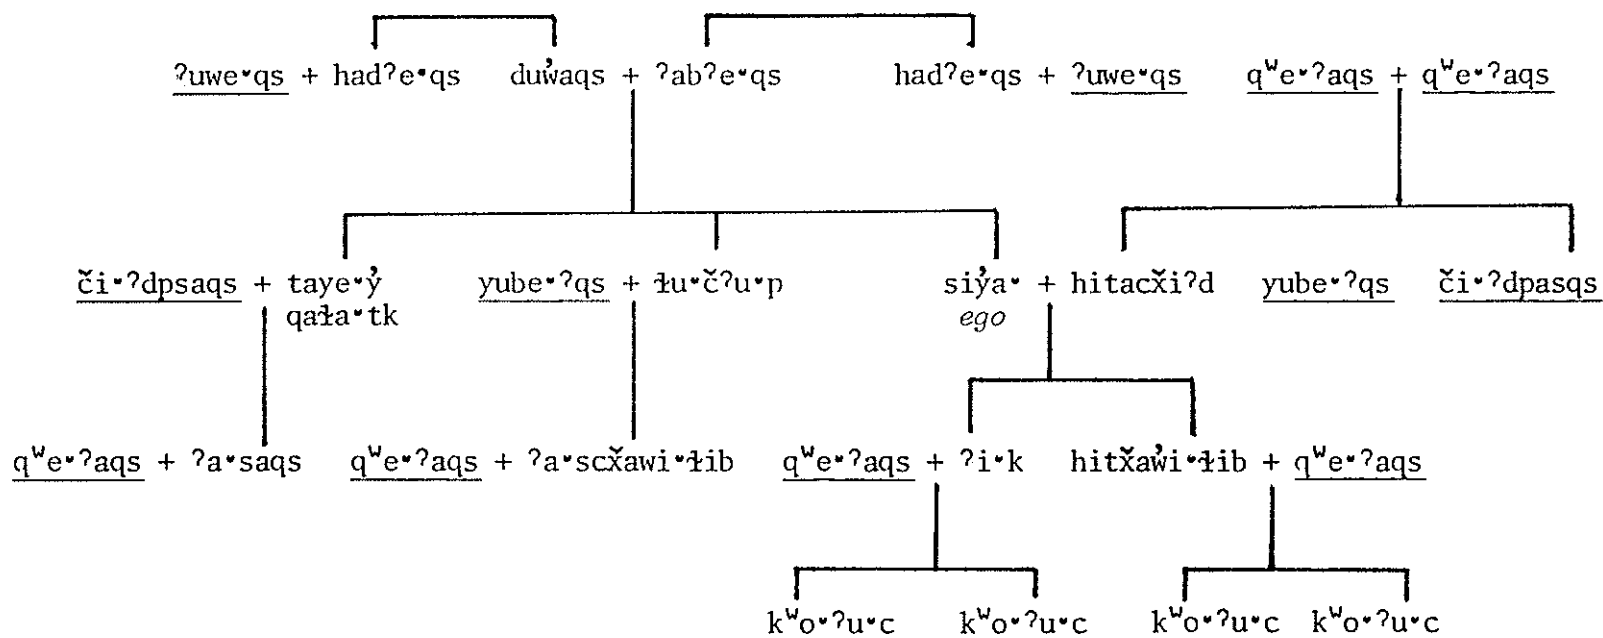 ʔuwe·qs + hadʔe·qs duw̓aqs + ʔabʔe·qs hadʔe·qs + ʔuwe·qs qʷe·ʔaqs + qʷe·ʔaqs
či·ʔdpsaqs + taye·y̓ yube·ʔqs + łu·čʔu·p siy̓a· + hitacx̌iʔd yube·ʔqs či·ʔdpasqs
qała·tk ego
qʷe·ʔaqs + ʔa·saqs qʷe·ʔaqs + ʔa·scx̌awi·łib qʷe·ʔaqs + ʔi·k hitx̌aw̓i·łib + qʷe·ʔaqs
kʷo·ʔu·c kʷo·ʔu·c kʷo·ʔu·c kʷo·ʔu·c